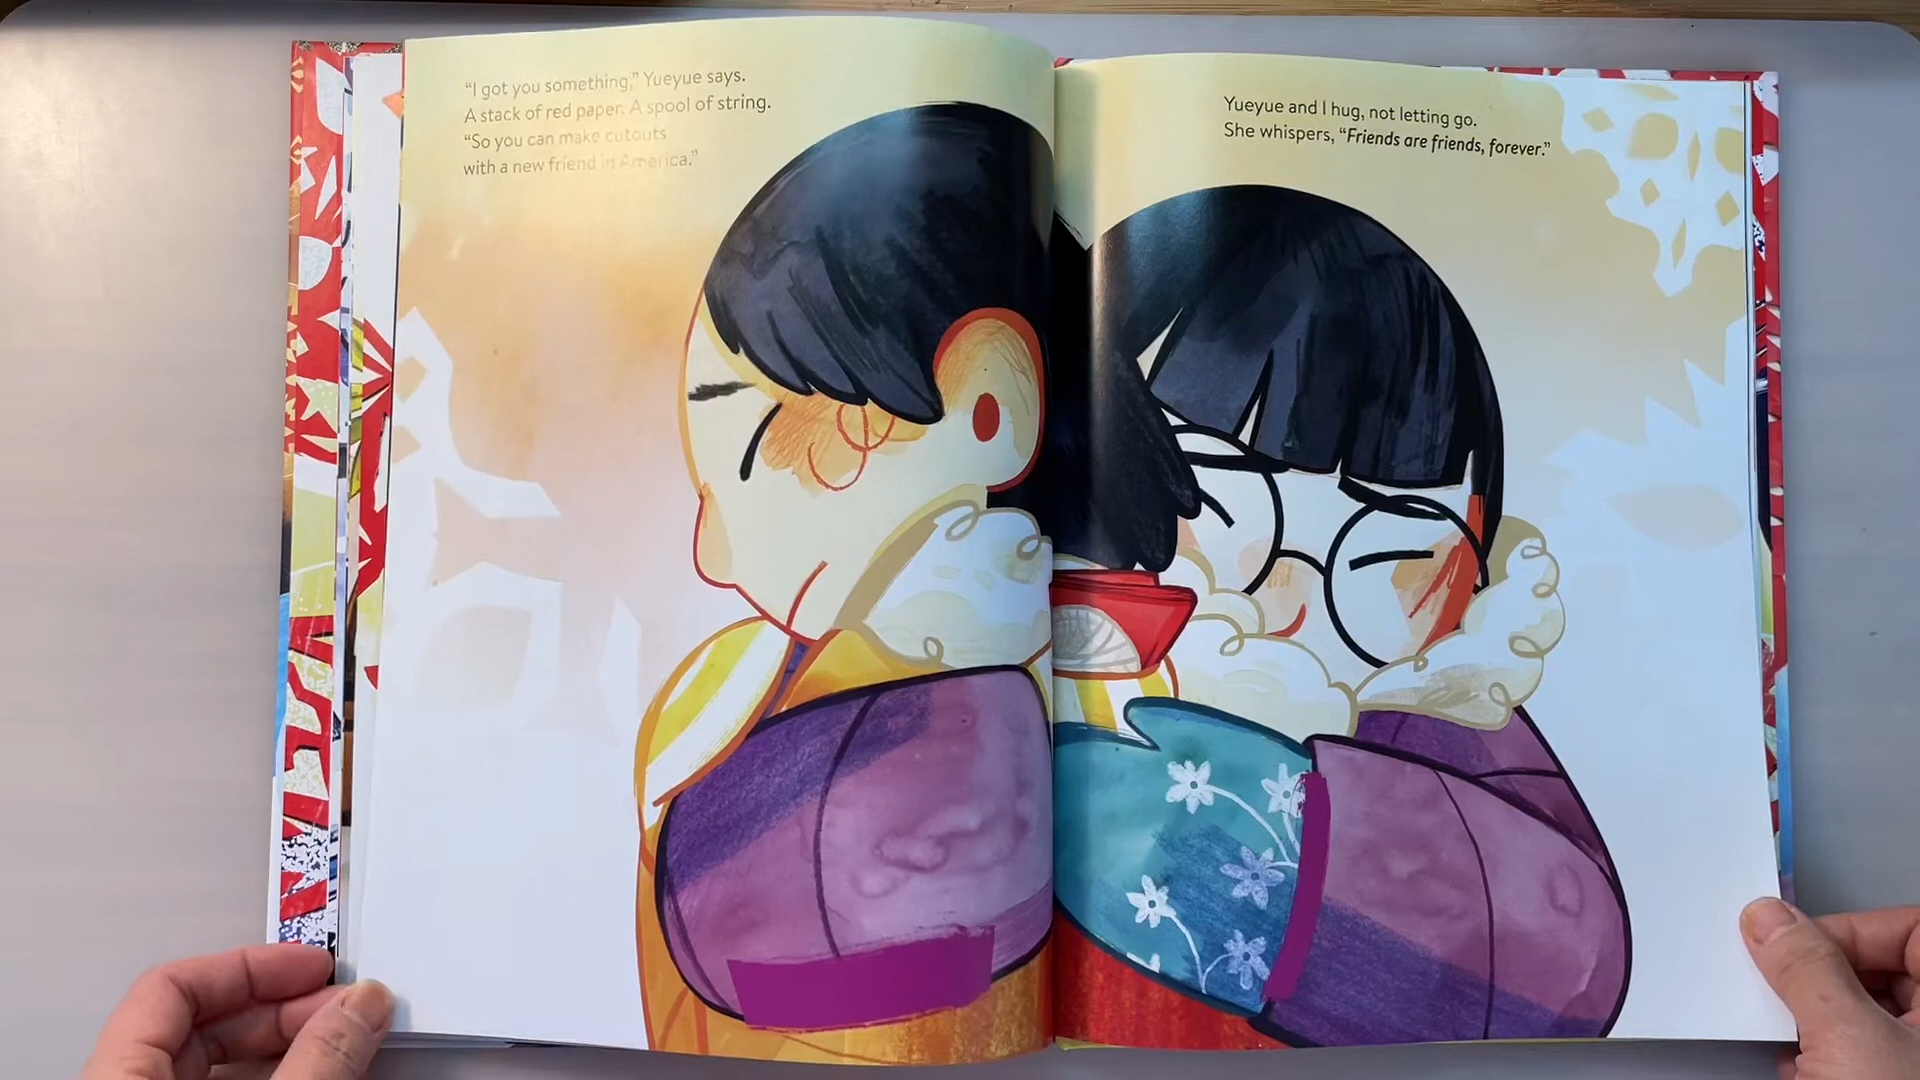 “I got you something,” Yueyue says.
A stack of red paper. A spool of string.
“So you can make cutouts
with a new friend in America.”
Yueyue and I hug, not letting go.
She whispers, “Friends are friends, forever.”